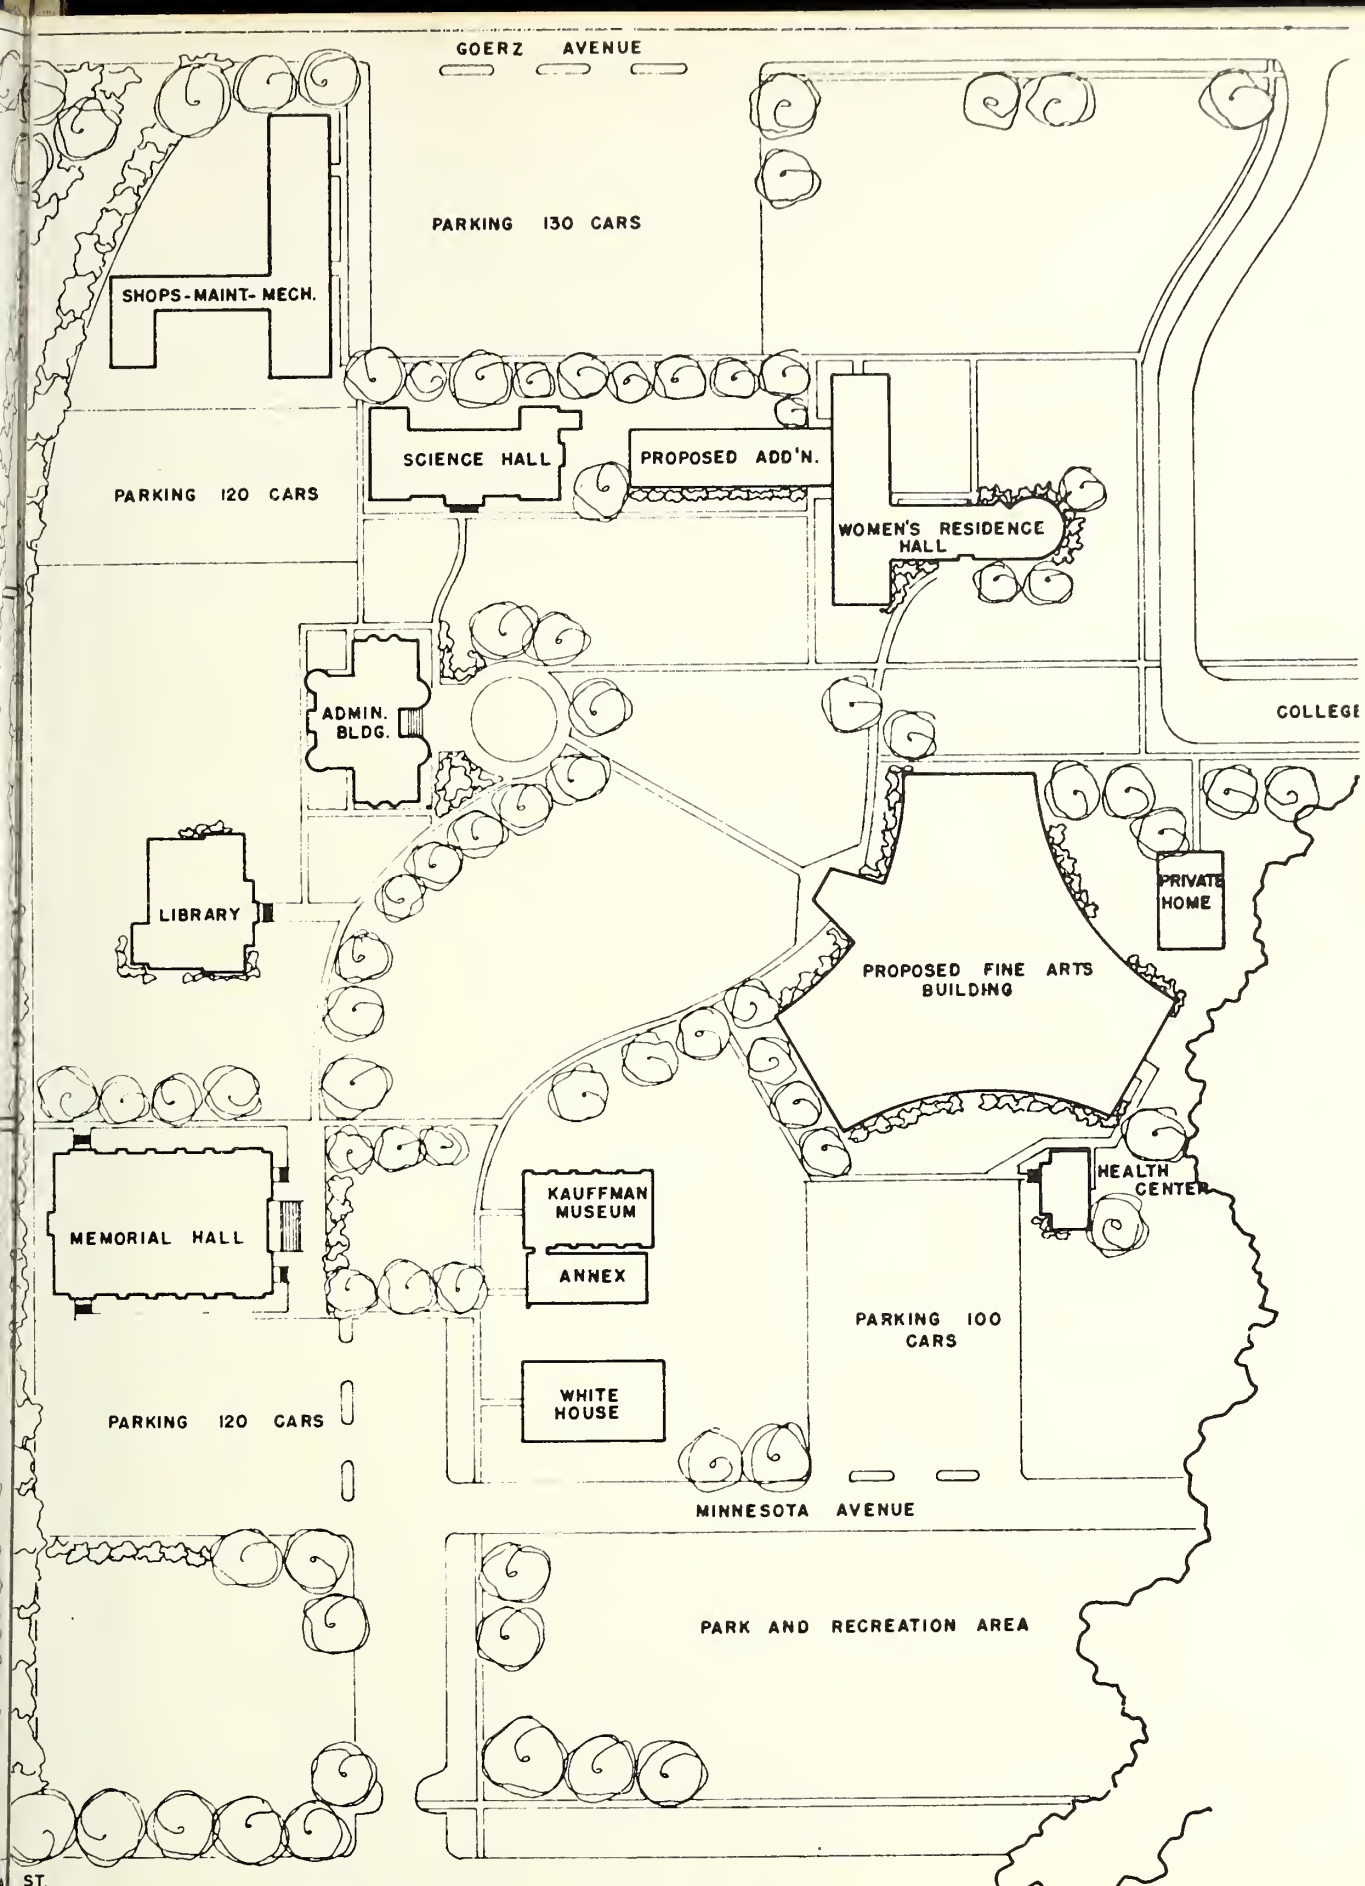 GOERZ AVENUE
PARKING 130 CARS
SHOPS-MAINT-MECH.
SCIENCE HALL
PROPOSED ADD'N.
PARKING 120 CARS
WOMEN'S RESIDENCE
HALL
ADMIN.
BLDG.
COLLEGE
PRIVATE
HOME
LIBRARY
PROPOSED FINE ARTS
BUILDING
HEALTH
CENTER
KAUFFMAN
MUSEUM
MEMORIAL HALL
ANNEX
PARKING 100
CARS
WHITE
HOUSE
PARKING 120 CARS
MINNESOTA AVENUE
PARK AND RECREATION AREA
ST.